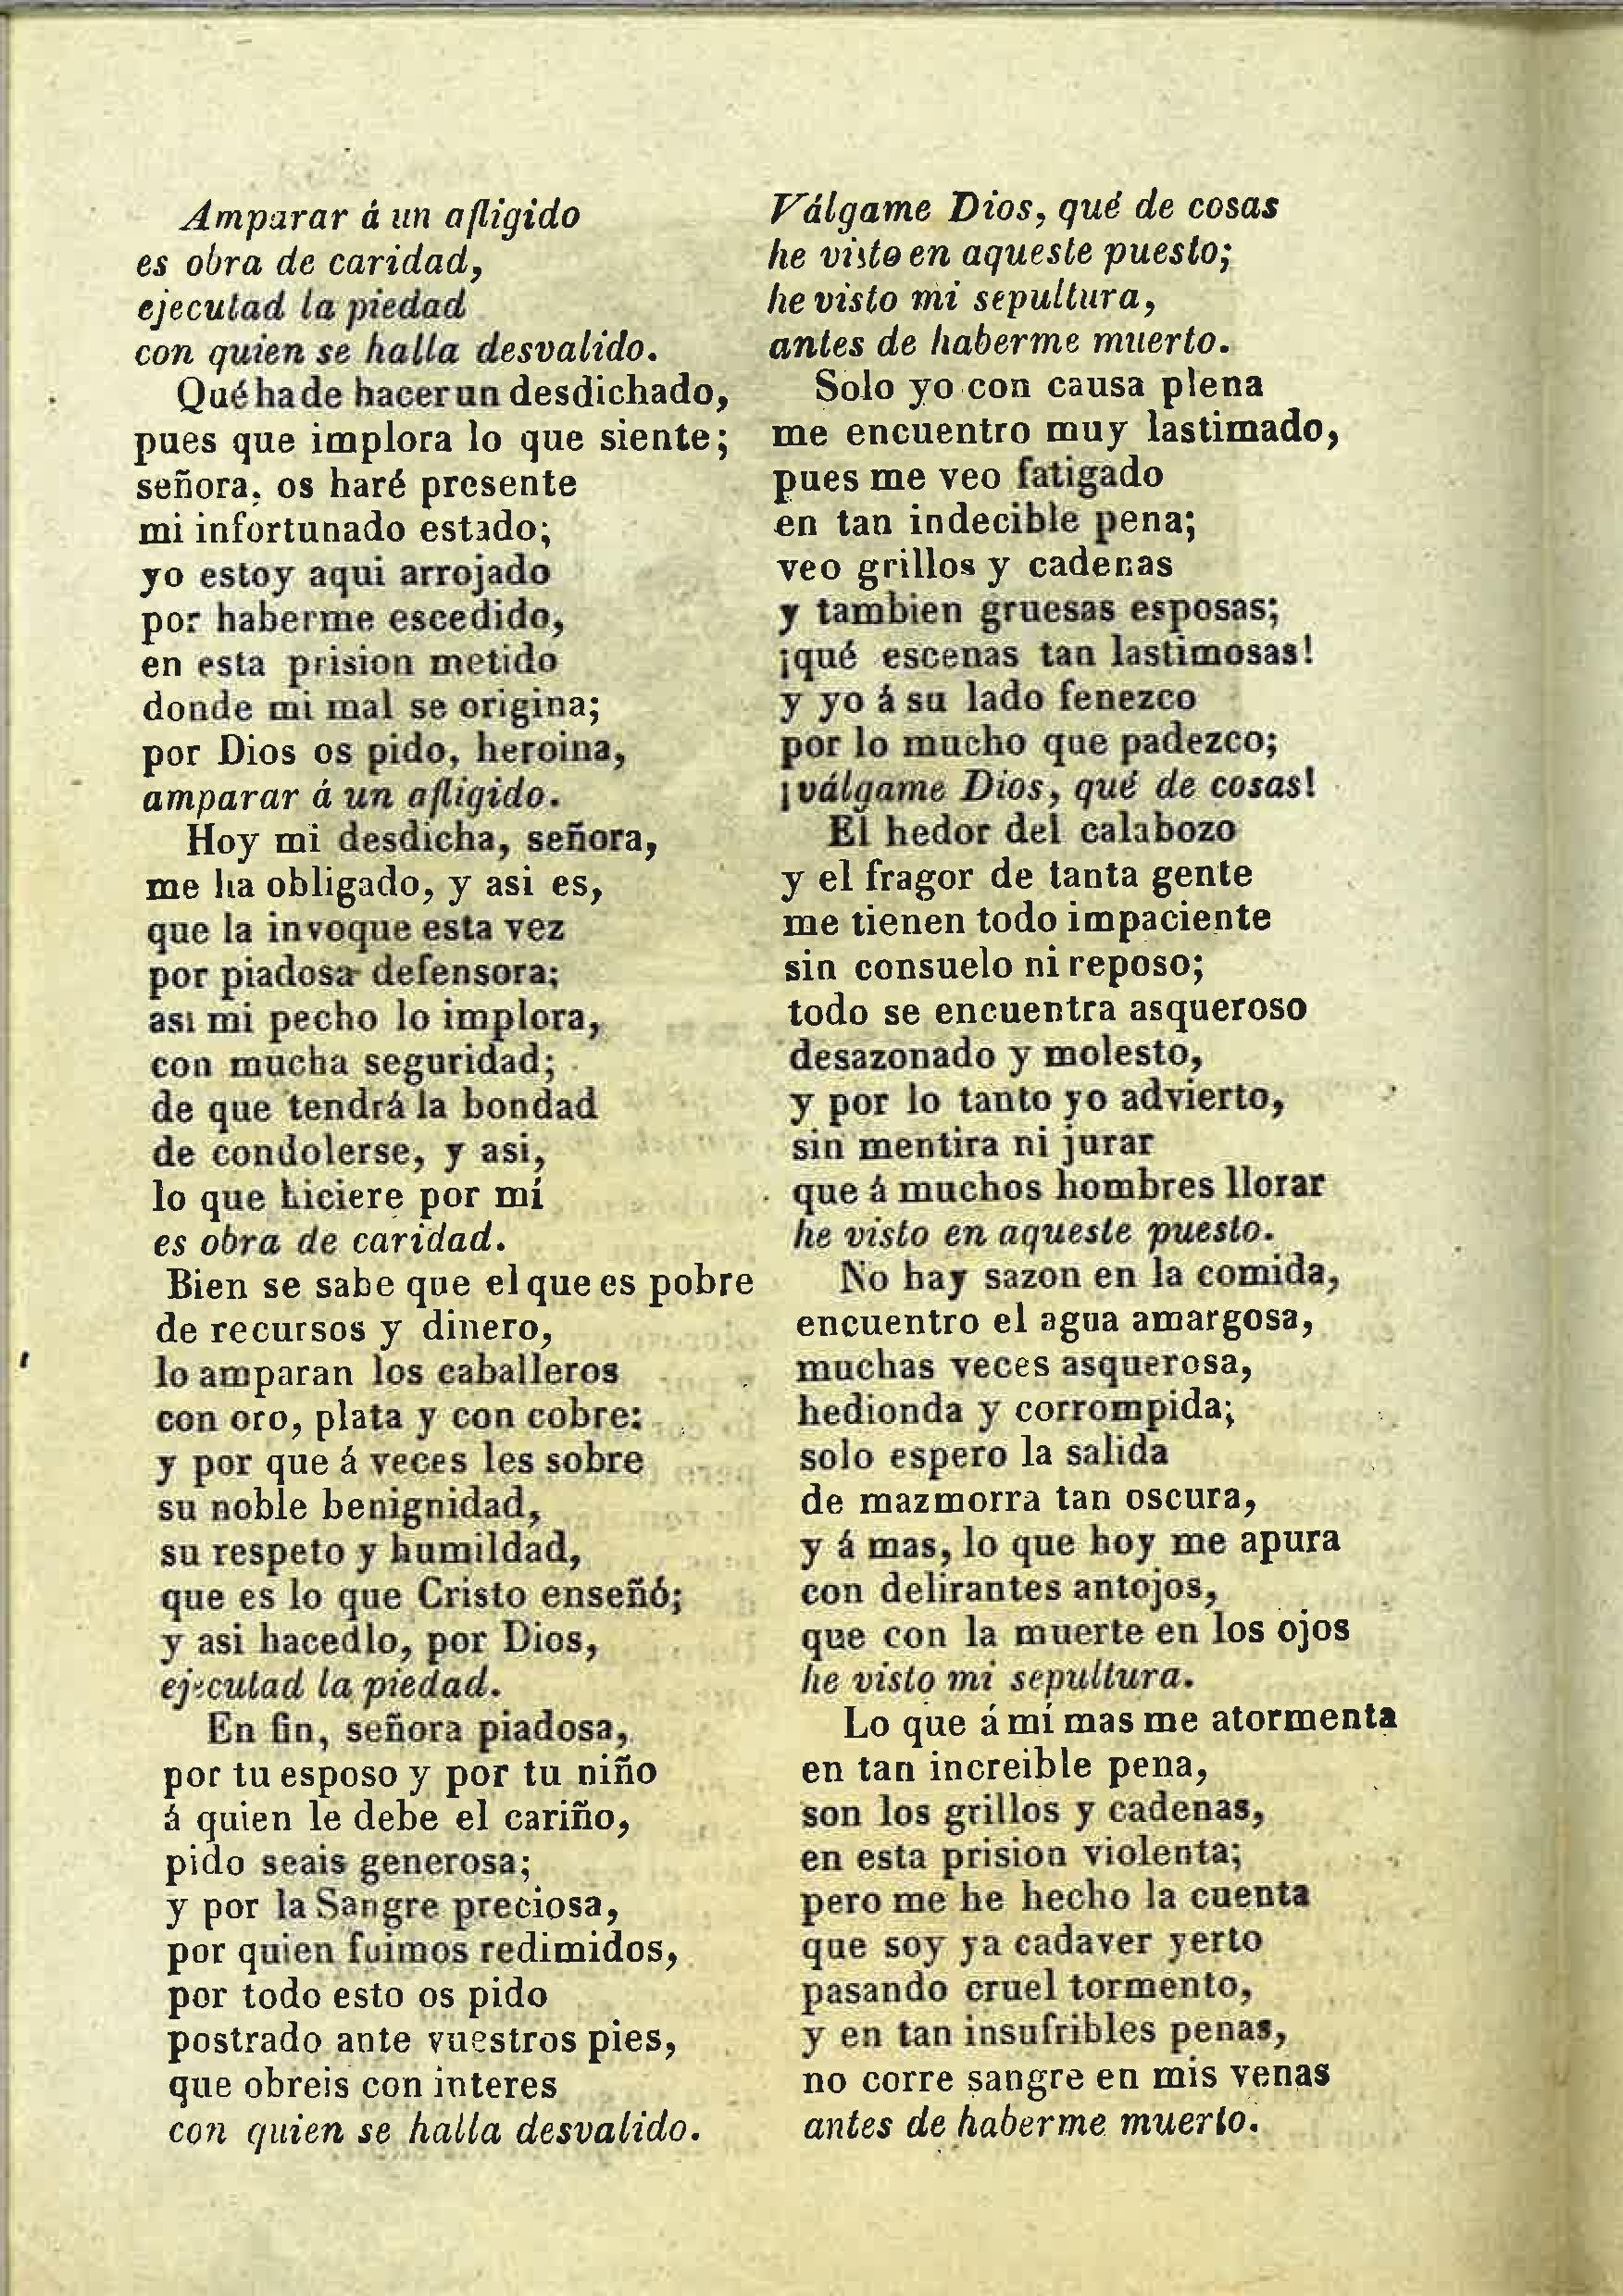 Amparar á un afligido
es obra de caridad,
ejecutad la piedad
con quien se halla desvalido.
Qué ha de hacer un desdichado,
pues que implora lo que siente;
señora, os haré presente
mi infortunado estado;
yo estoy aqui arrojado
por haberme escedido,
en esta prision metido
donde mi mal se origina;
por Dios os pido, heroina,
amparar á un afligido.
Hoy mi desdicha, señora,
me ha obligado, y asi es,
que la invoque esta vez
por piadosa defensora;
asi mi pecho lo implora,
con mucha seguridad;
de que tendrá la bondad
de condolerse, y asi,
lo que hiciere por mí
es obra de caridad.
Bien se sabe que el que es pobre
de recursos y dinero,
lo amparan los caballeros
con oro, plata y con cobre:
y por que á veces les sobre
su noble benignidad,
su respeto y humildad,
que es lo que Cristo enseñó;
y asi hacedlo, por Dios,
ejecutad la piedad.
En fin, señora piadosa,
por tu esposo y por tu niño
á quien le debe el cariño,
pido seais generosa;
y por la Sangre preciosa,
por quien fuimos redimidos,
por todo esto os pido
postrado ante vuestros pies,
que obreis con interes
con quien se halla desvalido.
Válgame Dios, qué de cosas
he visto en aqueste puesto;
he visto mi sepultura,
antes de haberme muerto.
Solo yo con causa plena
me encuentro muy lastimado,
pues me veo fatigado
en tan indecible pena;
veo grillos y cadenas
y tambien gruesas esposas;
¡qué escenas tan lastimosas!
y yo á su lado fenezco
por lo mucho que padezco;
¡válgame Dios, qué de cosas!
El hedor del calabozo
y el fragor de tanta gente
me tienen todo impaciente
sin consuelo ni reposo;
todo se encuentra asqueroso
desazonado y molesto,
y por lo tanto yo advierto,
sin mentira ni jurar
que á muchos hombres llorar
he visto en aqueste puesto.
No hay sazon en la comida,
encuentro el agua amargosa,
muchas veces asquerosa,
hedionda y corrompida;
solo espero la salida
de mazmorra tan oscura,
y á mas, lo que hoy me apura
con delirantes antojos,
que con la muerte en los ojos
he visto mi sepultura.
Lo que á mí mas me atormenta
en tan increible pena,
son los grillos y cadenas,
en esta prision violenta;
pero me he hecho la cuenta
que soy ya cadaver yerto
pasando cruel tormento,
y en tan insufribles penas,
no corre sangre en mis venas
antes de haberme muerto.